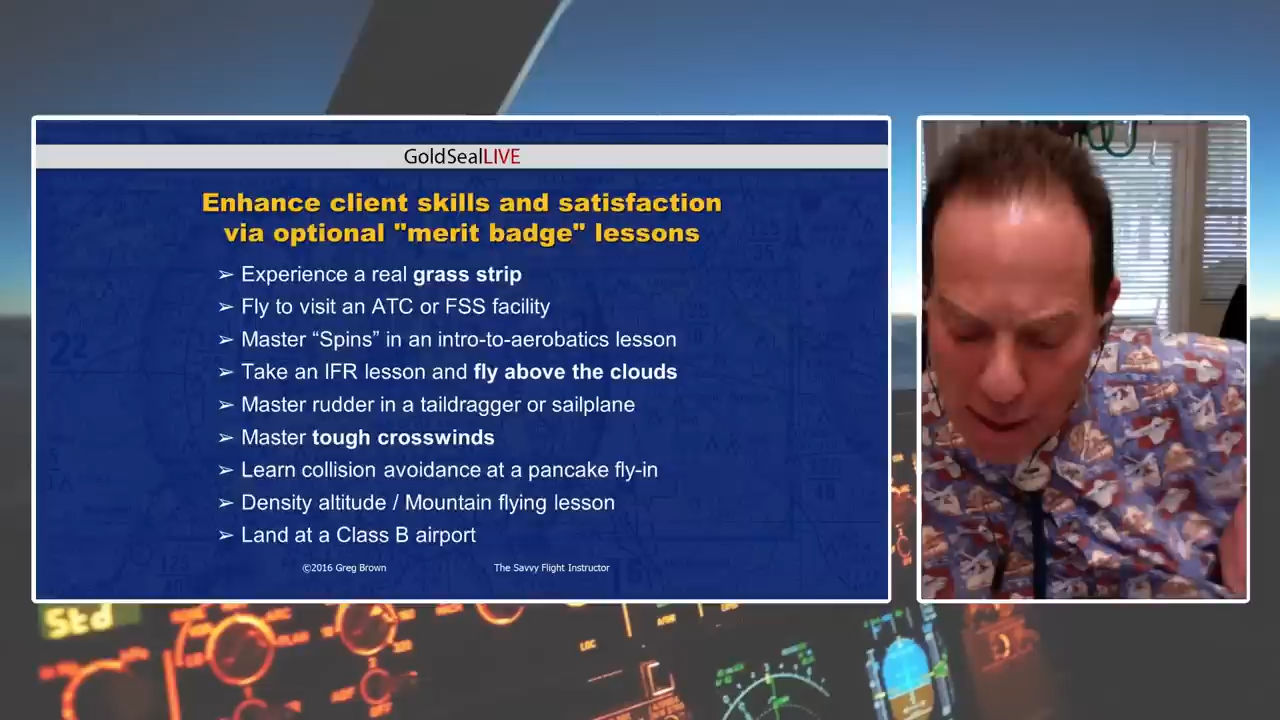 GoldSealLIVE
Enhance client skills and satisfaction
via optional "merit badge" lessons
➢ Experience a real grass strip
➢ Fly to visit an ATC or FSS facility
➢ Master “Spins” in an intro-to-aerobatics lesson
➢ Take an IFR lesson and fly above the clouds
➢ Master rudder in a taildragger or sailplane
➢ Master tough crosswinds
➢ Learn collision avoidance at a pancake fly-in
➢ Density altitude / Mountain flying lesson
➢ Land at a Class B airport
©2016 Greg Brown The Savvy Flight Instructor
Std